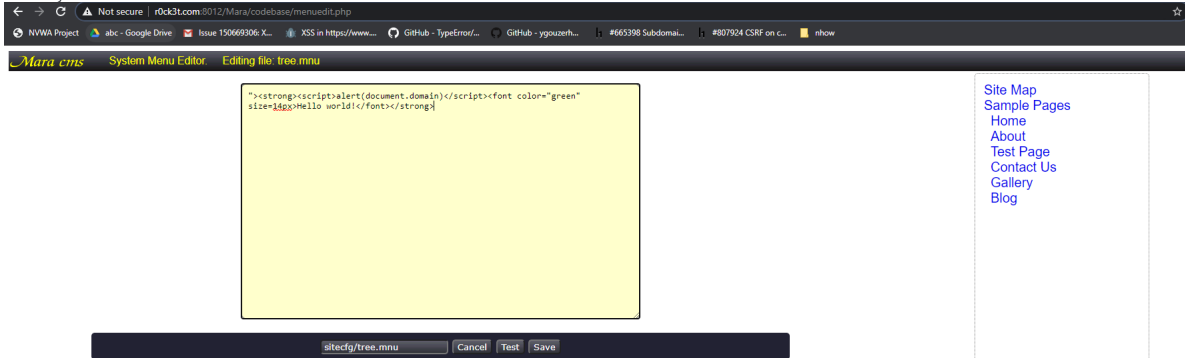 Not secure | r0ck3t.com:8012/Mara/codebase/menuedit.php
NVWA Project abc - Google Drive Issue 150669306: X... XSS in https://www.... GitHub - TypeError/... GitHub - ygouzerh... #665398 Subdomai... #807924 CSRF on c... nhow
Mara cms System Menu Editor. Editing file: tree.mnu
"><strong><script>alert(document.domain)</script><font color="green"
size=14px>Hello world!</font></strong>
Site Map
Sample Pages
Home
About
Test Page
Contact Us
Gallery
Blog
sitecfg/tree.mnu Cancel Test Save